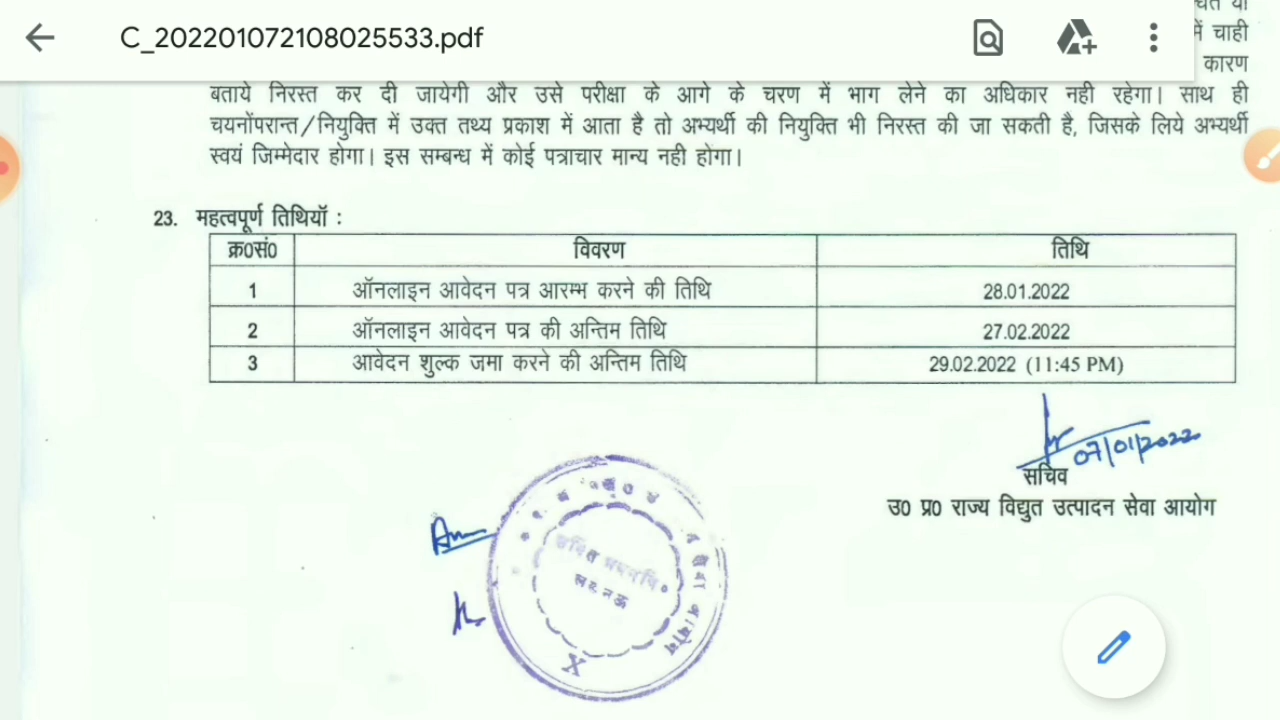 C_202201072108025533.pdf
में चाही
कारण
बताये निरस्त कर दी जायेगी और उसे परीक्षा के आगे के चरण में भाग लेने का अधिकार नही रहेगा। साथ ही
चयनोंपरान्त/नियुक्ति में उक्त तथ्य प्रकाश में आता है तो अभ्यर्थी की नियुक्ति भी निरस्त की जा सकती है, जिसके लिये अभ्यर्थी
स्वयं जिम्मेदार होगा। इस सम्बन्ध में कोई पत्राचार मान्य नही होगा।
23. महत्वपूर्ण तिथियॉ :
क्र0सं0 विवरण तिथि
1 ऑनलाइन आवेदन पत्र आरम्भ करने की तिथि 28.01.2022
2 ऑनलाइन आवेदन पत्र की अन्तिम तिथि 27.02.2022
3 आवेदन शुल्क जमा करने की अन्तिम तिथि 29.02.2022 (11:45 PM)
07/01/2022
सचिव
उ0 प्र0 राज्य विद्युत उत्पादन सेवा आयोग
लखनऊ